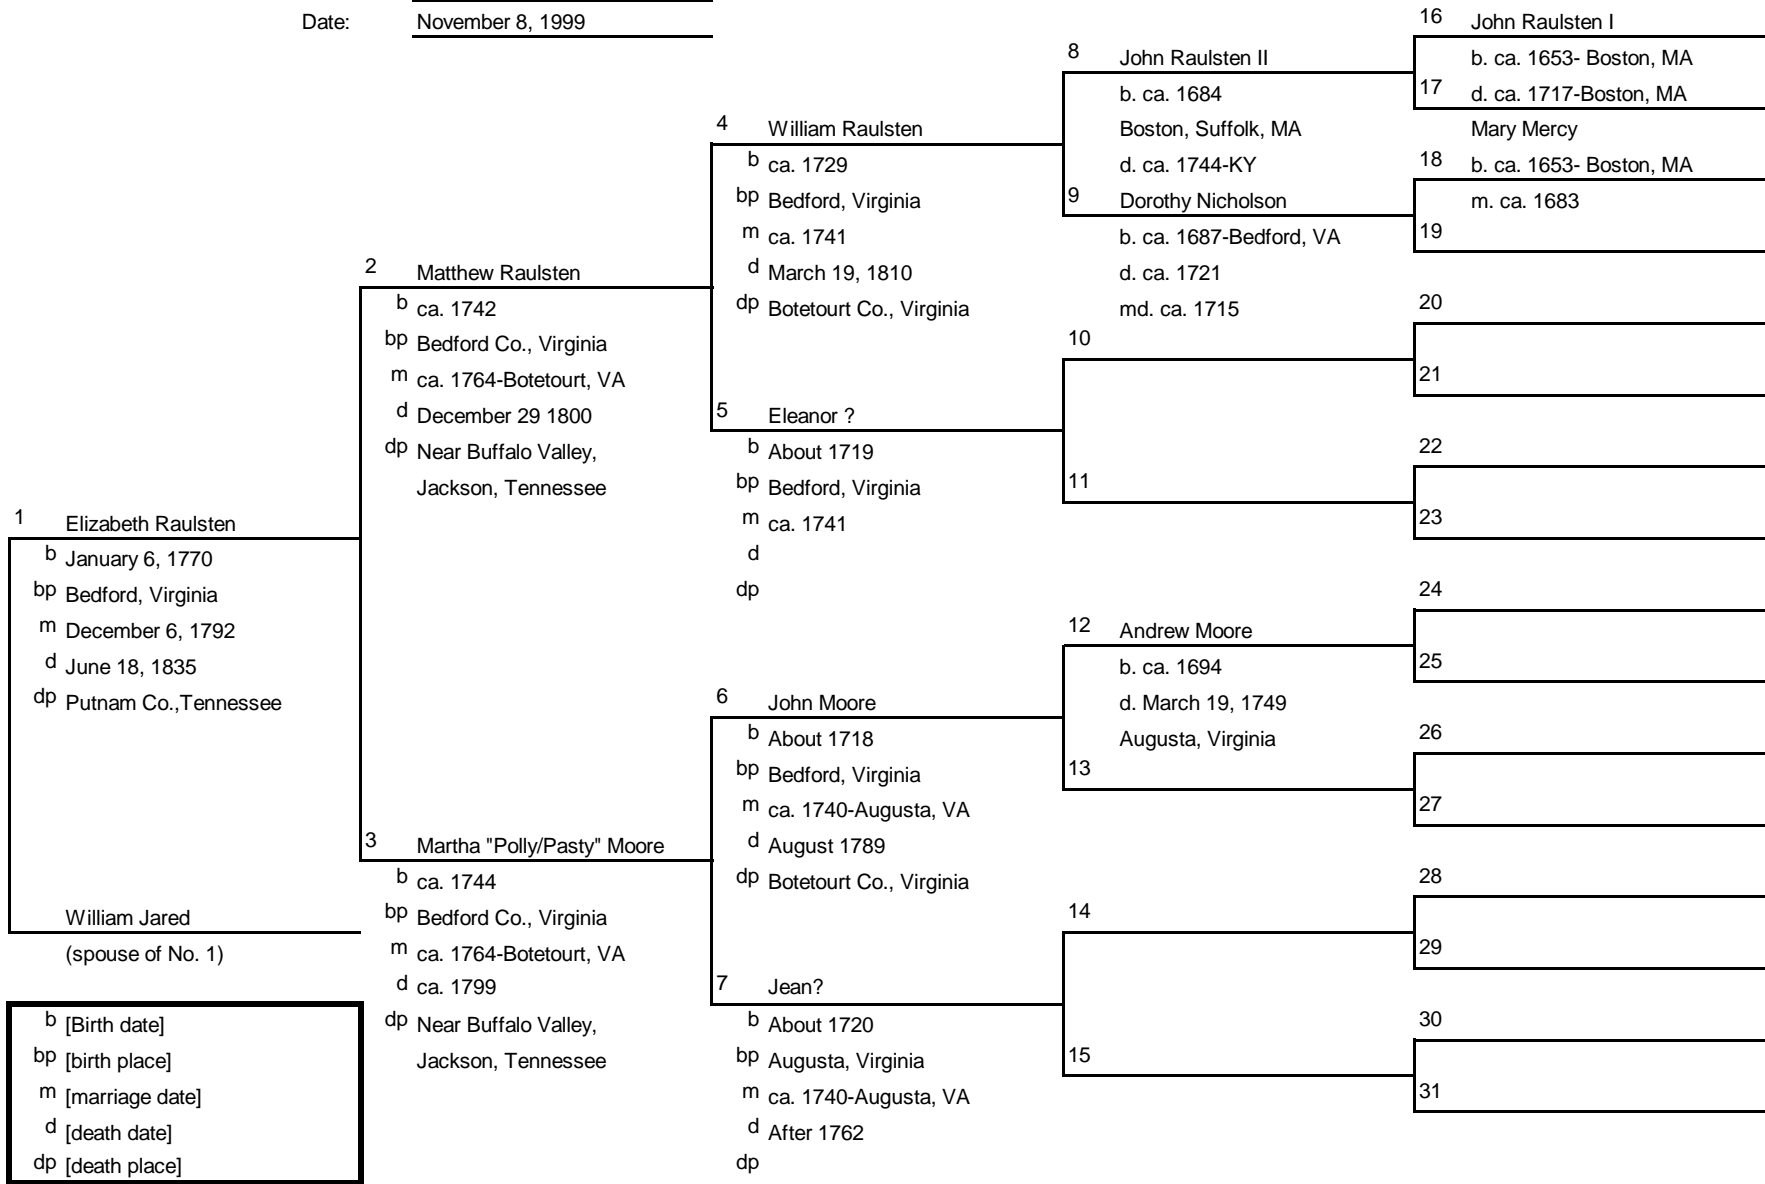 Date: November 8, 1999
1 Elizabeth Raulsten
b January 6, 1770
bp Bedford, Virginia
m December 6, 1792
d June 18, 1835
dp Putnam Co.,Tennessee
William Jared
(spouse of No. 1)
b [Birth date]
bp [birth place]
m [marriage date]
d [death date]
dp [death place]
2 Matthew Raulsten
b ca. 1742
bp Bedford Co., Virginia
m ca. 1764-Botetourt, VA
d December 29 1800
dp Near Buffalo Valley,
Jackson, Tennessee
3 Martha "Polly/Pasty" Moore
b ca. 1744
bp Bedford Co., Virginia
m ca. 1764-Botetourt, VA
d ca. 1799
dp Near Buffalo Valley,
Jackson, Tennessee
4 William Raulsten
b ca. 1729
bp Bedford, Virginia
m ca. 1741
d March 19, 1810
dp Botetourt Co., Virginia
5 Eleanor ?
b About 1719
bp Bedford, Virginia
m ca. 1741
d
dp
6 John Moore
b About 1718
bp Bedford, Virginia
m ca. 1740-Augusta, VA
d August 1789
dp Botetourt Co., Virginia
7 Jean?
b About 1720
bp Augusta, Virginia
m ca. 1740-Augusta, VA
d After 1762
dp
8 John Raulsten II
b. ca. 1684
Boston, Suffolk, MA
d. ca. 1744-KY
9 Dorothy Nicholson
b. ca. 1687-Bedford, VA
d. ca. 1721
md. ca. 1715
10
11
12 Andrew Moore
b. ca. 1694
d. March 19, 1749
Augusta, Virginia
13
14
15
16 John Raulsten I
b. ca. 1653- Boston, MA
17 d. ca. 1717-Boston, MA
Mary Mercy
18 b. ca. 1653- Boston, MA
m. ca. 1683
19
20
21
22
23
24
25
26
27
28
29
30
31